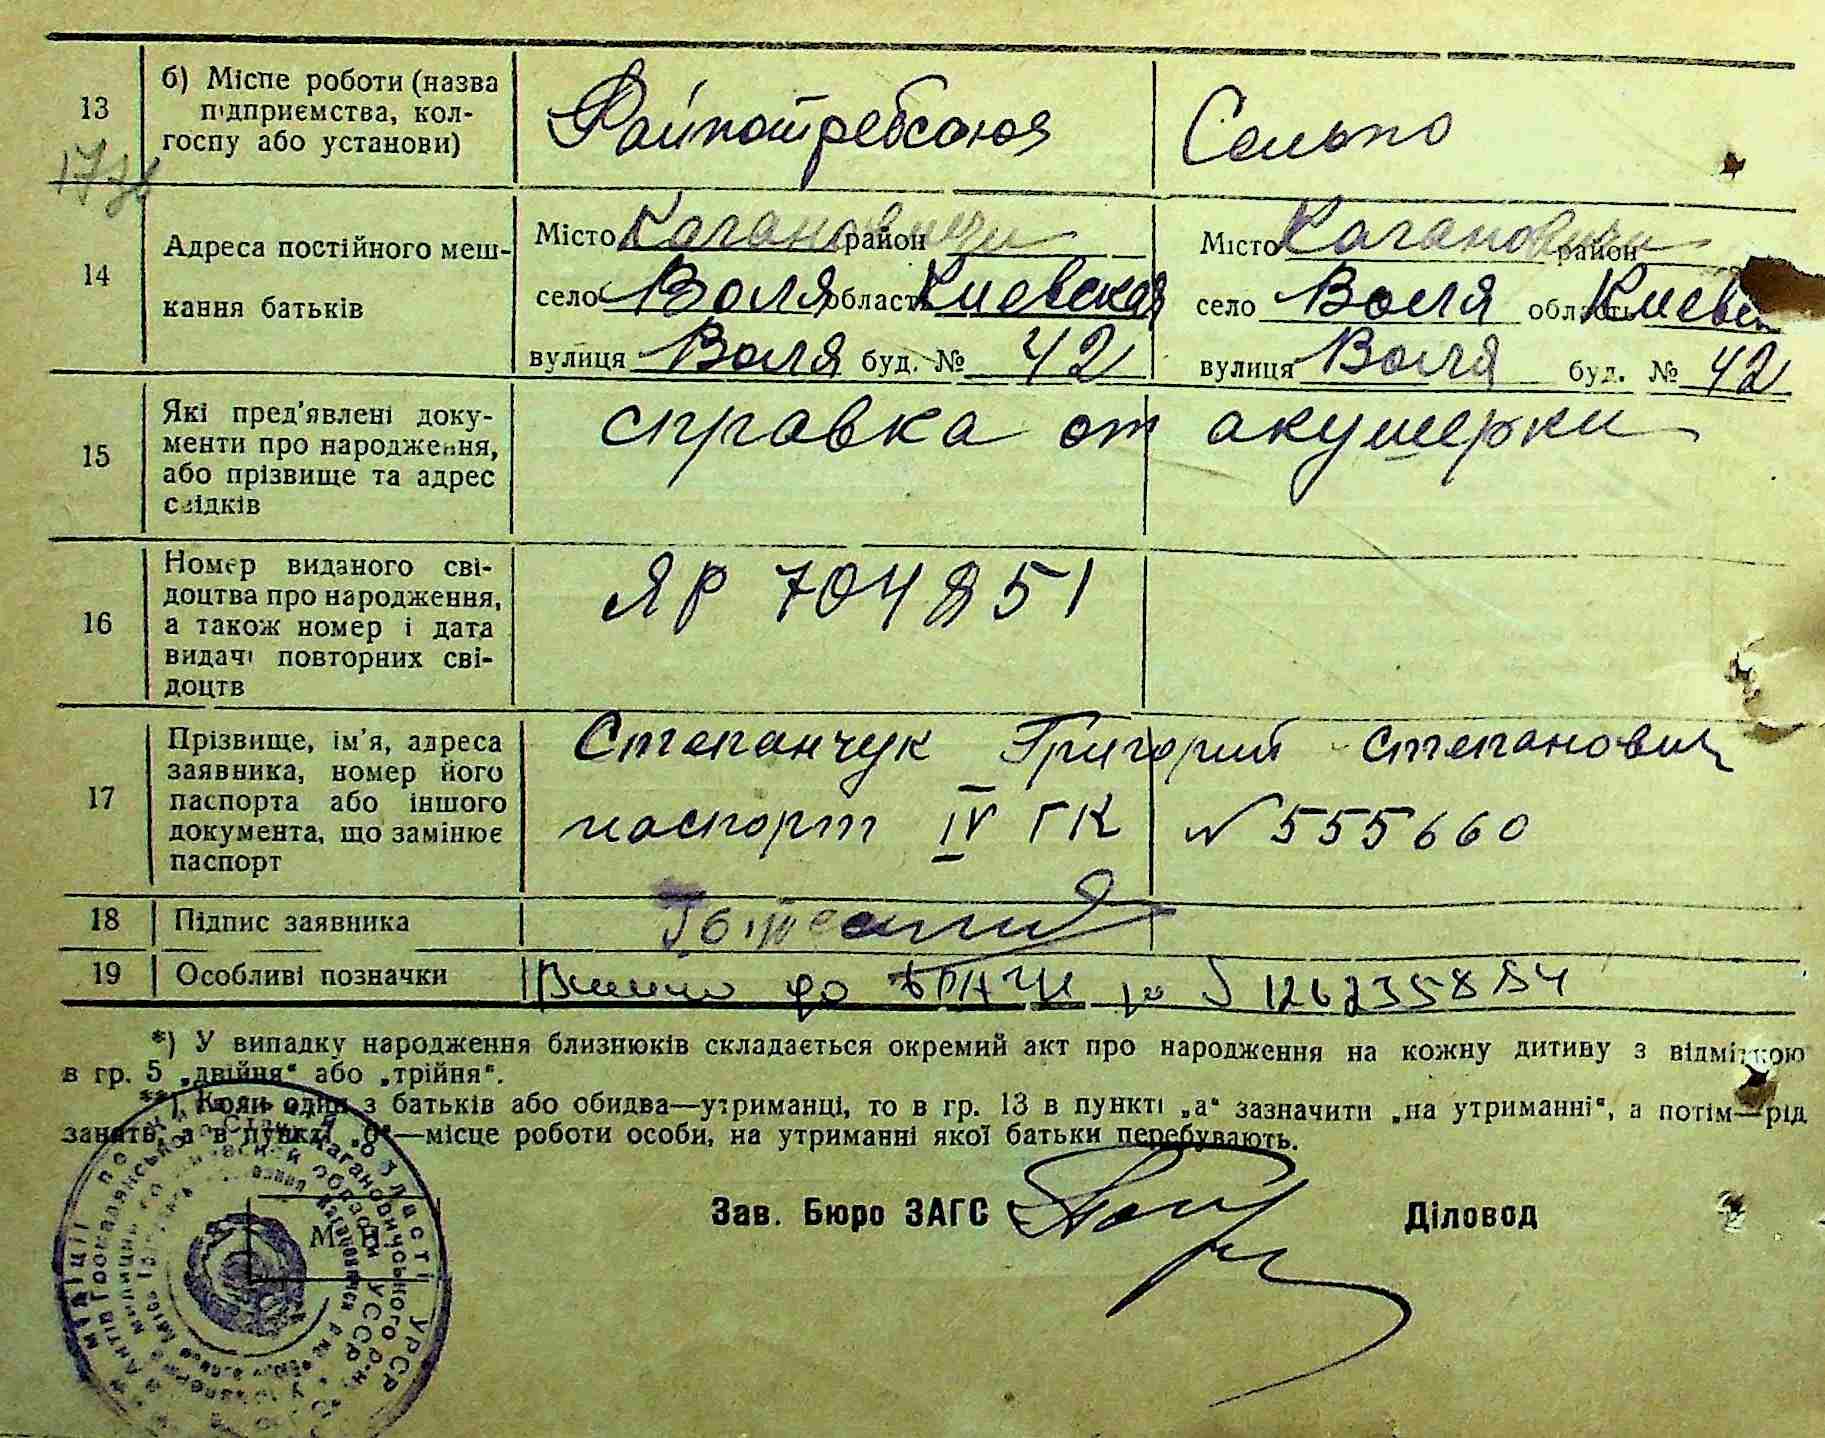 13
б) Місце роботи (назва
підприємства, кол-
госпу або установи)
Райпотребсоюз
Сельпо
14
Адреса постійного меш-
кання батьків
Місто Кагановичи район
село Воля область Киевская
вулиця Воля буд. № 42
Місто Кагановичи район
село Воля область Киевск
вулиця Воля буд. № 42
15
Які пред'явлені доку-
менти про народження,
або прізвище та адрес
свідків
справка от акушерки
16
Номер виданого сві-
доцтва про народження,
а також номер і дата
видачі повторних сві-
доцтв
ЯР 704851
17
Прізвище, ім'я, адреса
заявника, номер його
паспорта або іншого
документа, що замінює
паспорт
Степанчук Григорий Степанович
паспорт IV ГК № 555660
18
Підпис заявника
19
Особливі позначки
до
*) У випадку народження близнюків складається окремий акт про народження на кожну дитину з відміткою
в гр. 5 „двійня" або „трійня".
**) Коли один з батьків або обидва—утриманці, то в гр. 13 в пункті „а" зазначити „на утриманні", а потім—рід
занять, а в пункті „б"—місце роботи особи, на утриманні якої батьки перебувають.
Зав. Бюро ЗАГС
Діловод
М. П.